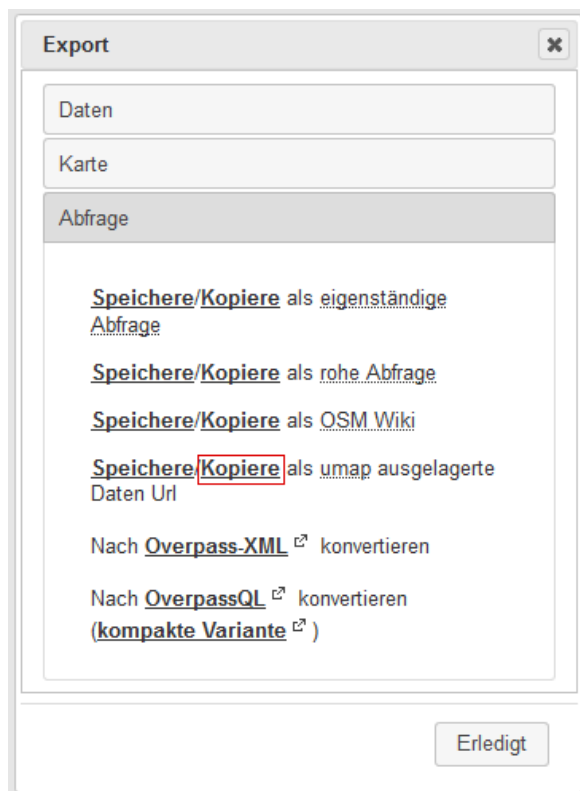 Export
Daten
Karte
Abfrage
Speichere/Kopiere als eigenständige
Abfrage
Speichere/Kopiere als rohe Abfrage
Speichere/Kopiere als OSM Wiki
Speichere/Kopiere als umap ausgelagerte
Daten Url
Nach Overpass-XML konvertieren
Nach OverpassQL konvertieren
(kompakte Variante )
Erledigt